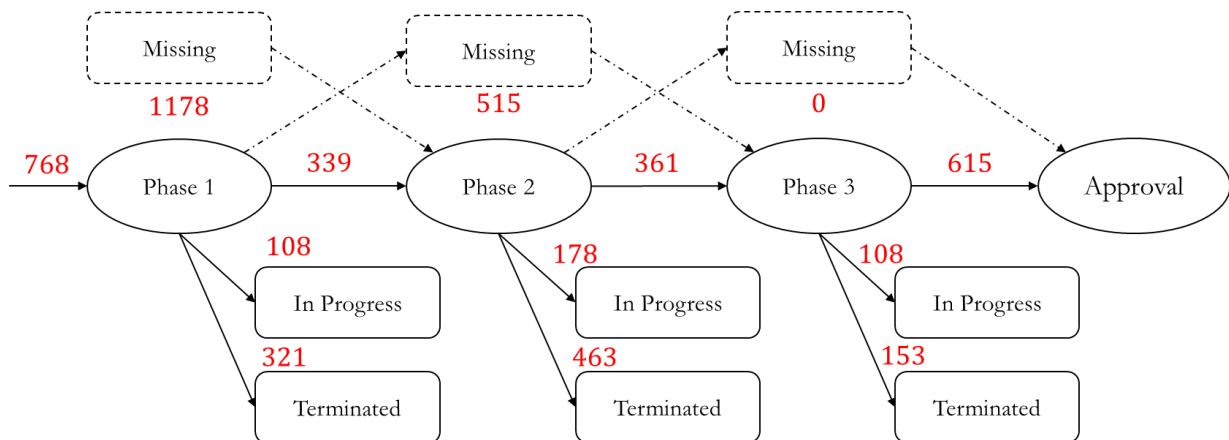 Missing
Missing
Missing
1178
515
0
768
339
361
615
Phase 1
Phase 2
Phase 3
Approval
108
178
108
In Progress
In Progress
In Progress
321
463
153
Terminated
Terminated
Terminated